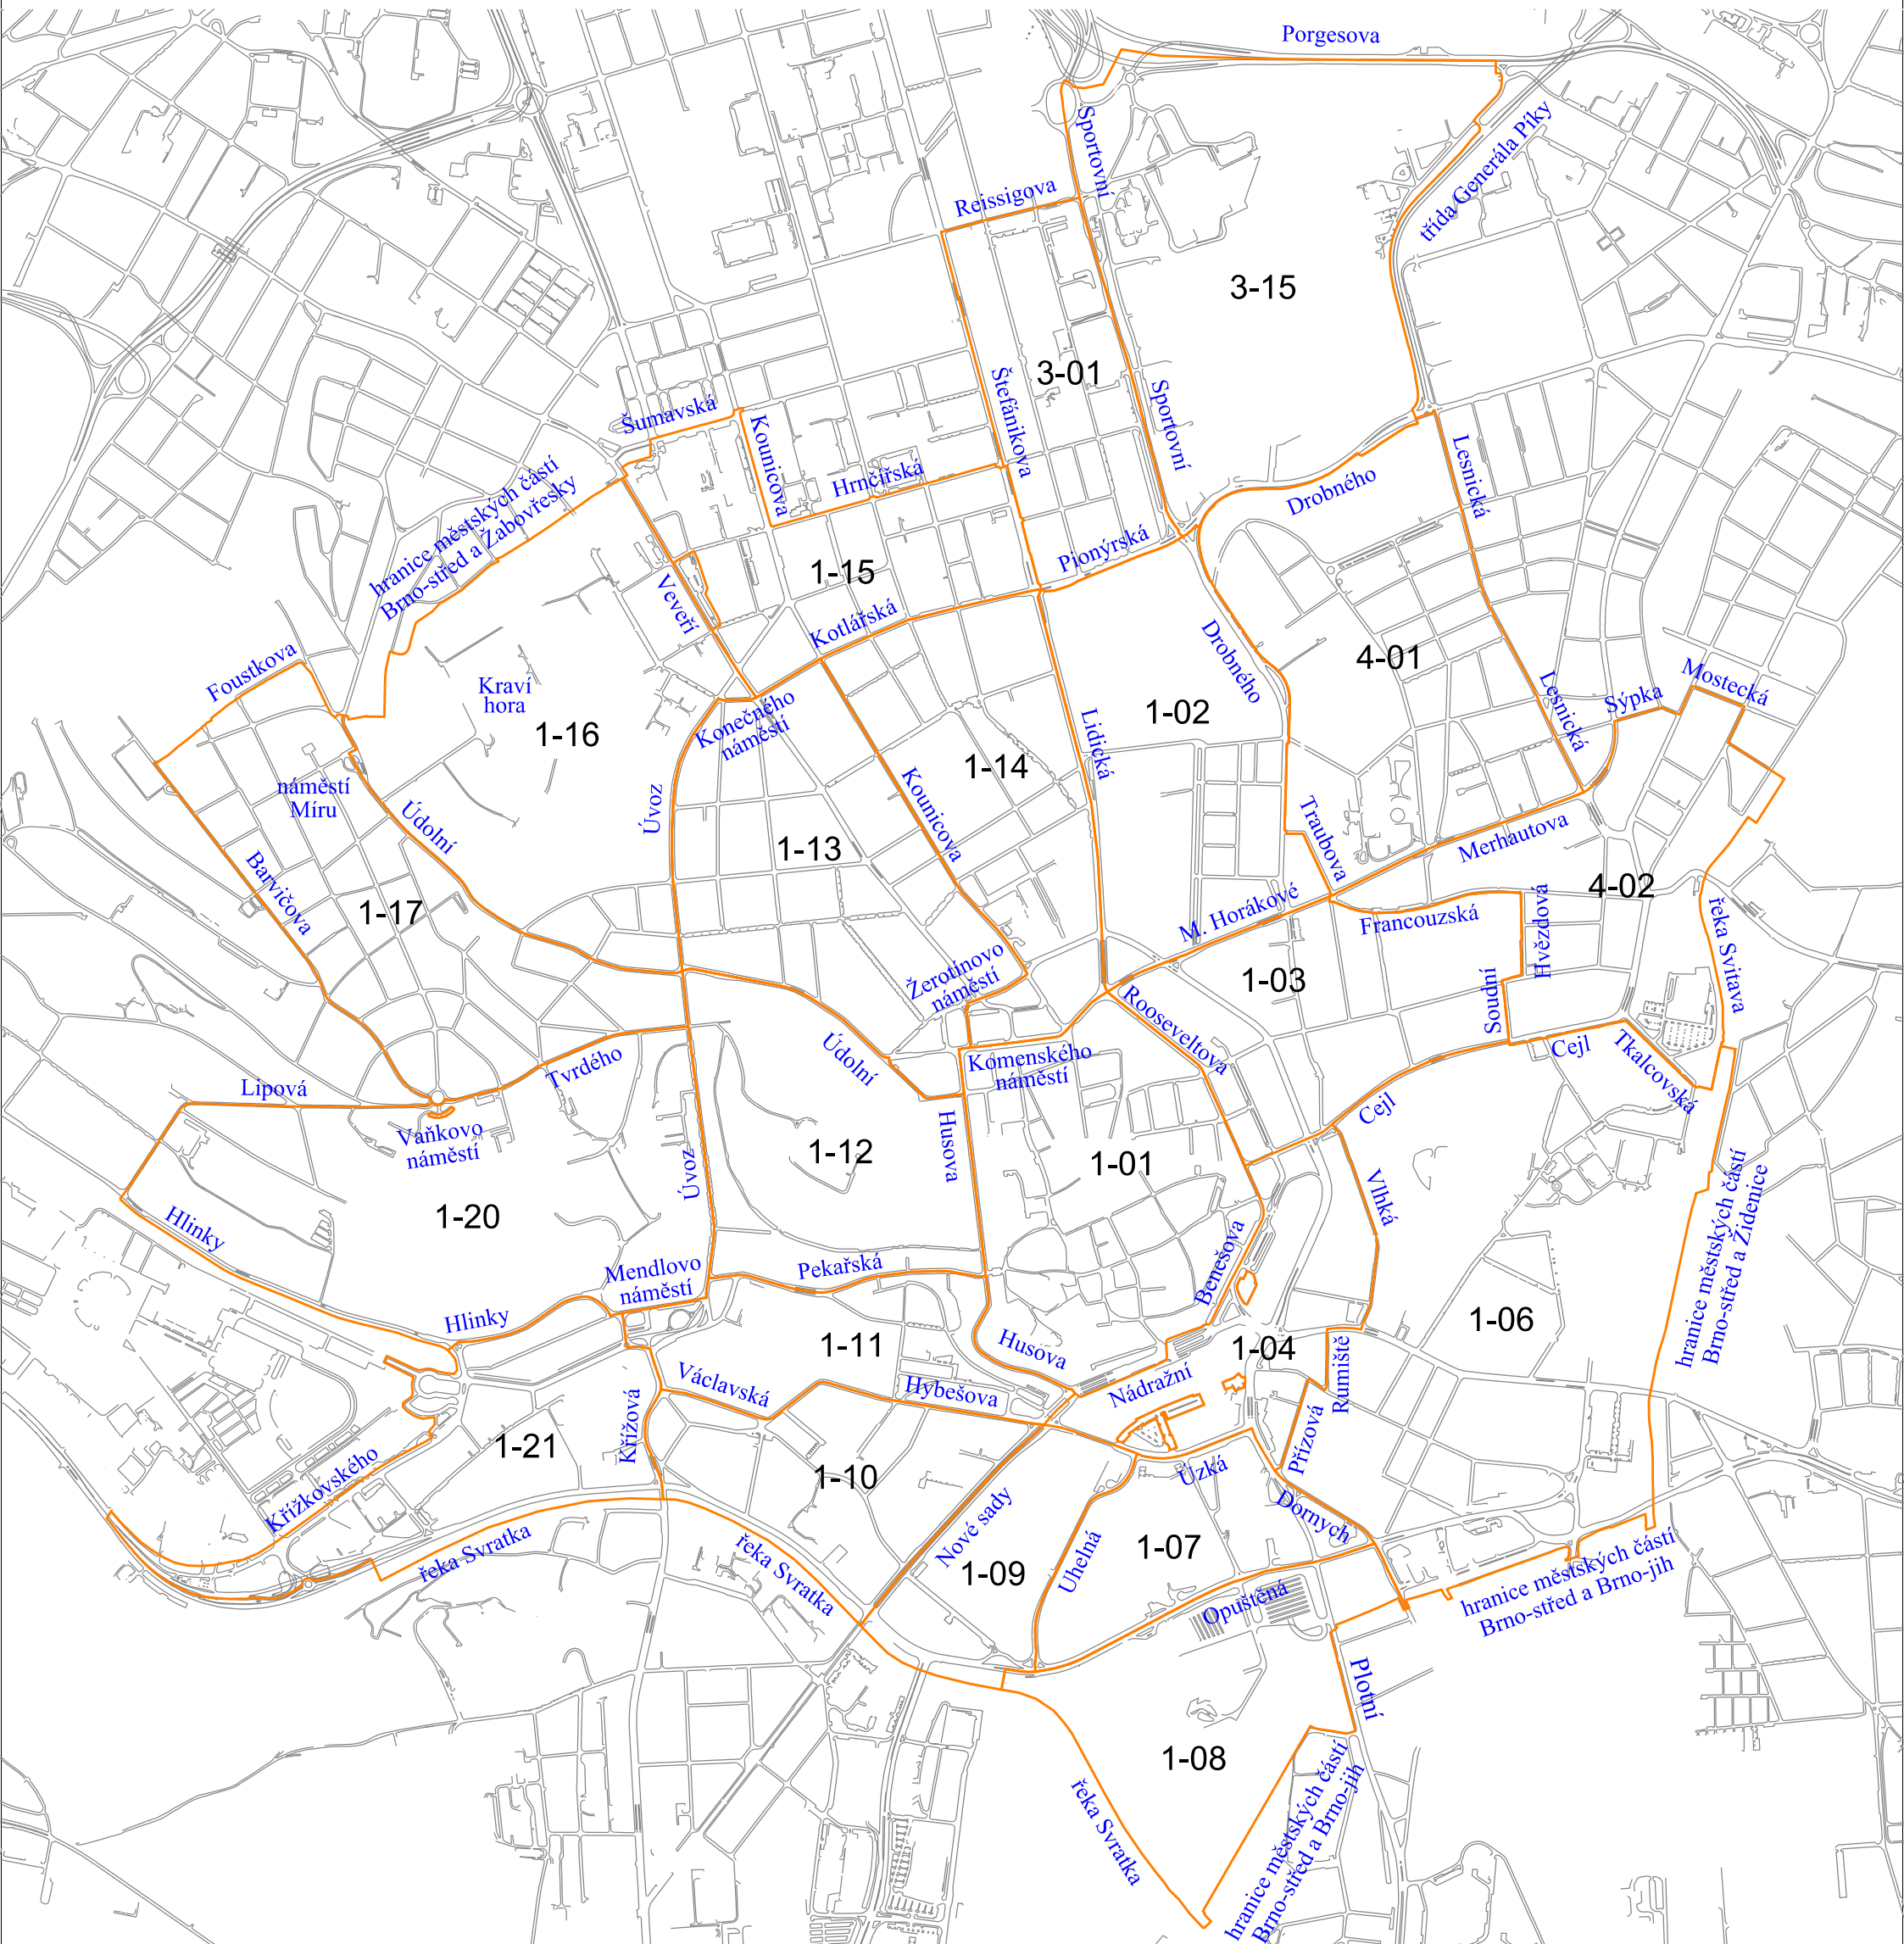 Porgesova
Sportovní
třída Generála Píky
Reissigova
3-15
3-01
Štefánikova
Sportovní
Šumavská
Kounicova
Hrnčířská
Drobného
Lesnická
hranice městských částí
Brno-střed a Žabovřesky
Pionýrská
1-15
Veveří
Kotlářská
Drobného
4-01
Foustkova
Kraví
hora
1-16
Konečného
náměstí
Lidická
1-02
Lesnická
Sýpka
Mostecká
náměstí
Míru
Údolní
Úvoz
1-13
Kounicova
1-14
Traubova
Merhautova
4-02
Barvičova
1-17
M. Horákové
Francouzská
Hvězdová
řeka Svitava
Žerotínovo
náměstí
1-03
Soupní
Rooseveltova
Údolní
Komenského
náměstí
Tvrdého
Lipová
Cejl
Tkalcovská
Cejl
Vaňkovo
náměstí
Husova
1-12
1-01
Úvoz
Vlhká
hranice městských částí
Brno-střed a Židenice
1-20
Hlinky
Mendlovo
náměstí
Pekařská
Benešova
Hlinky
1-11
Husova
1-04
1-06
Václavská
Hybešova
Nádražní
Rumiště
Křížová
1-21
Přízová
1-10
Křížkovského
Úzká
Dornych
Nové sady
řeka Svratka
řeka Svratka
1-09
Uhelná
1-07
Opuštěná
hranice městských částí
Brno-střed a Brno-jih
Plotní
1-08
řeka Svratka
hranice městských částí
Brno-střed a Brno-jih